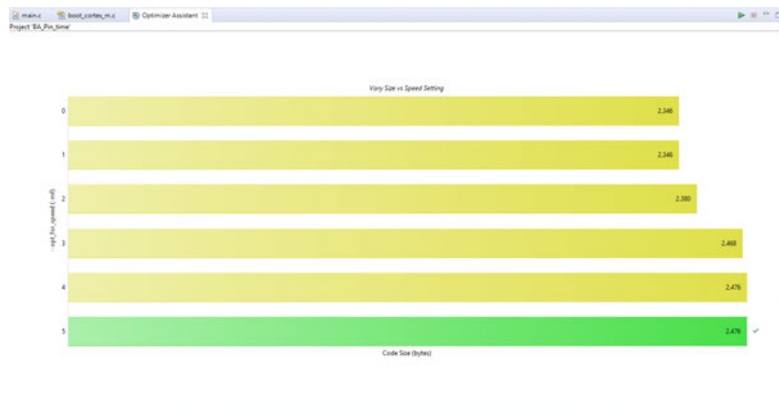 main.c
boot_cortex_m.c
Optimizer Assistant
Project 'BA_Pin_time'
Vary Size vs Speed Setting
0
2.346
1
2.346
--opt_for_speed (-mf)
2
2.380
3
2.468
4
2.476
5
2.476
Code Size (bytes)